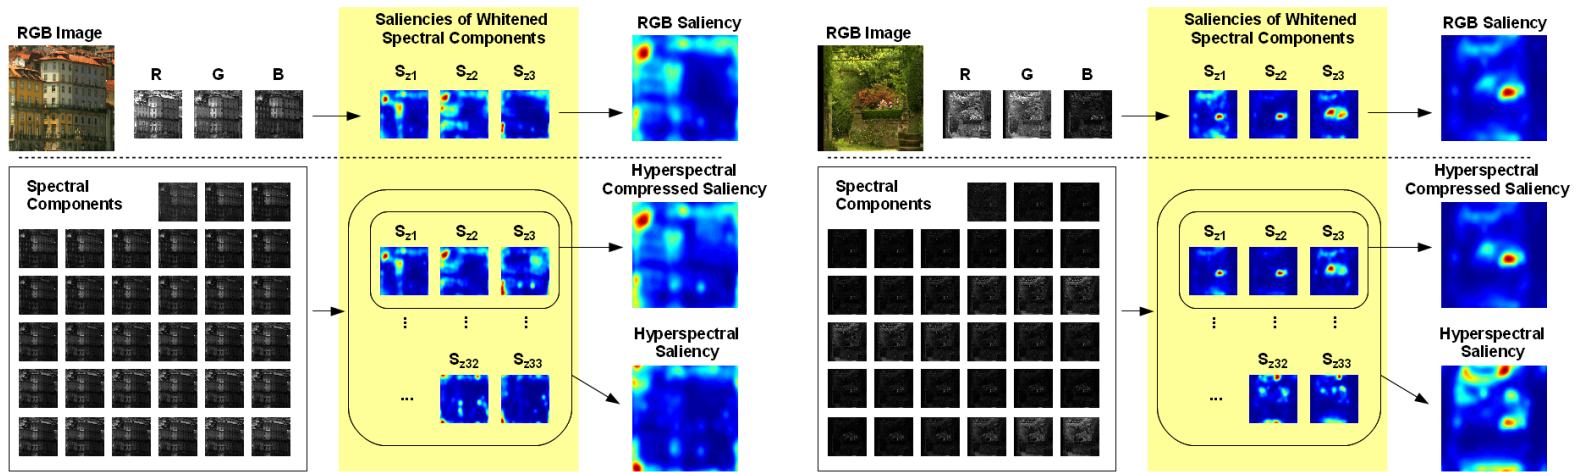 RGB Image
R G B
Saliencies of Whitened
Spectral Components
Sz1 Sz2 Sz3
RGB Saliency
Spectral
Components
Sz1 Sz2 Sz3
⋮ ⋮ ⋮
Sz32 Sz33
...
Hyperspectral
Compressed Saliency
Hyperspectral
Saliency
RGB Image
R G B
Saliencies of Whitened
Spectral Components
Sz1 Sz2 Sz3
RGB Saliency
Spectral
Components
Sz1 Sz2 Sz3
⋮ ⋮ ⋮
Sz32 Sz33
...
Hyperspectral
Compressed Saliency
Hyperspectral
Saliency